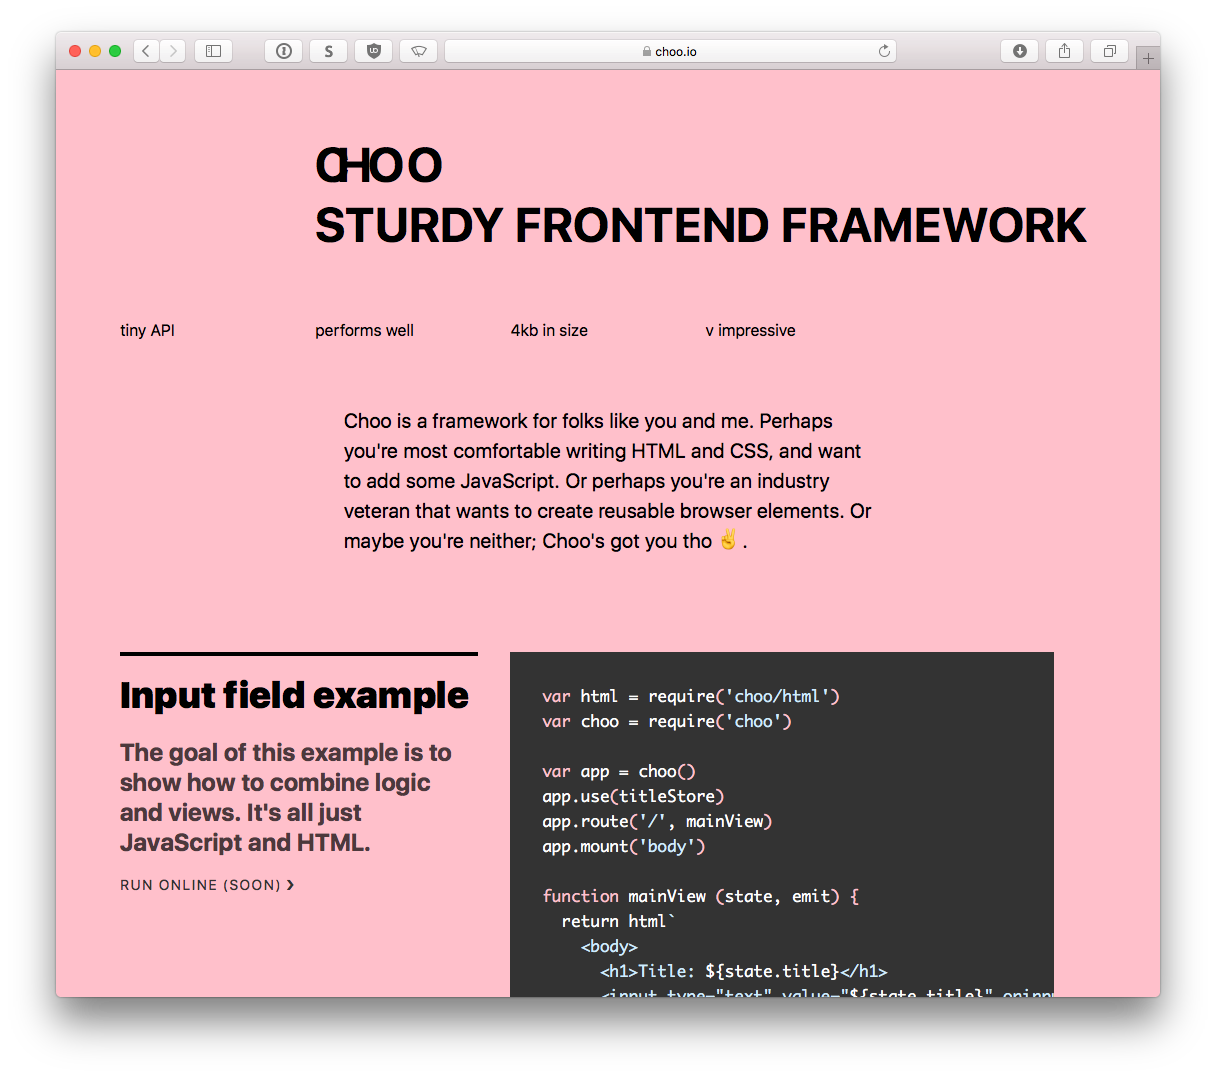 choo.io
CHOO
STURDY FRONTEND FRAMEWORK
tiny API
performs well
4kb in size
v impressive
Choo is a framework for folks like you and me. Perhaps
you're most comfortable writing HTML and CSS, and want
to add some JavaScript. Or perhaps you're an industry
veteran that wants to create reusable browser elements. Or
maybe you're neither; Choo's got you tho ✌️ .
Input field example
The goal of this example is to
show how to combine logic
and views. It's all just
JavaScript and HTML.
RUN ONLINE (SOON) ❯
var html = require('choo/html')
var choo = require('choo')
var app = choo()
app.use(titleStore)
app.route('/', mainView)
app.mount('body')
function mainView (state, emit) {
return html`
<body>
<h1>Title: ${state.title}</h1>
<input type="text" value="${state.title}"